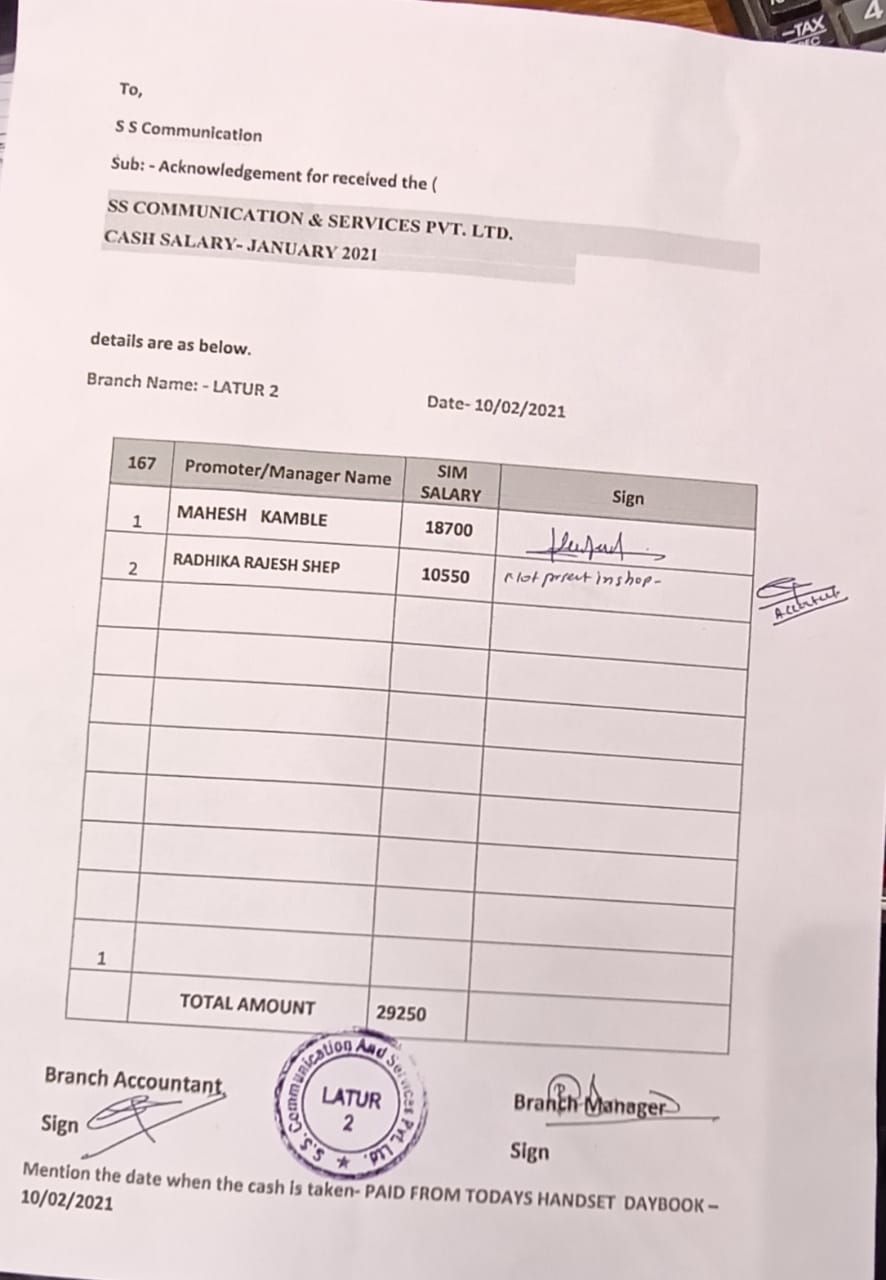 -TAX
4
To,
S S Communication
Sub: - Acknowledgement for received the (
SS COMMUNICATION & SERVICES PVT. LTD.
CASH SALARY- JANUARY 2021
details are as below.
Branch Name: - LATUR 2
Date- 10/02/2021
167 Promoter/Manager Name SIM SALARY Sign
1 MAHESH KAMBLE 18700
2 RADHIKA RAJESH SHEP 10550 Not prsent in shop-
1
TOTAL AMOUNT 29250
Branch Accountant
Sign
S.S. Communication And Services Pvt. Ltd.
LATUR
2
Branch Manager
Sign
Mention the date when the cash is taken- PAID FROM TODAYS HANDSET DAYBOOK –
10/02/2021